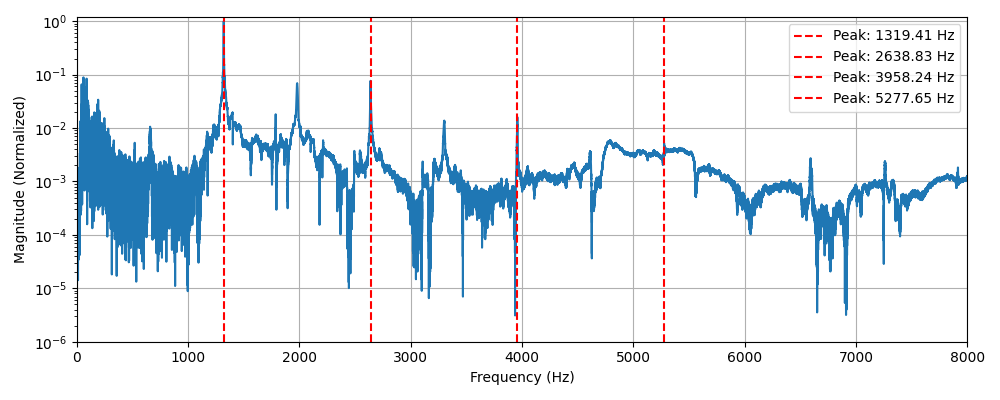 Magnitude (Normalized)
10⁰
10⁻¹
10⁻²
10⁻³
10⁻⁴
10⁻⁵
10⁻⁶
Peak: 1319.41 Hz
Peak: 2638.83 Hz
Peak: 3958.24 Hz
Peak: 5277.65 Hz
0 1000 2000 3000 4000 5000 6000 7000 8000
Frequency (Hz)